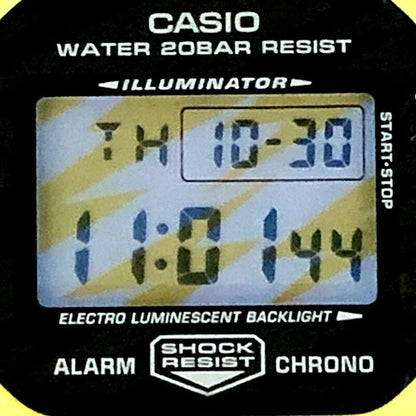 CASIO
WATER 20BAR RESIST
ILLUMINATOR
TH 10-30
START·STOP
11:01 44
ELECTRO LUMINESCENT BACKLIGHT
SHOCK
RESIST
ALARM CHRONO